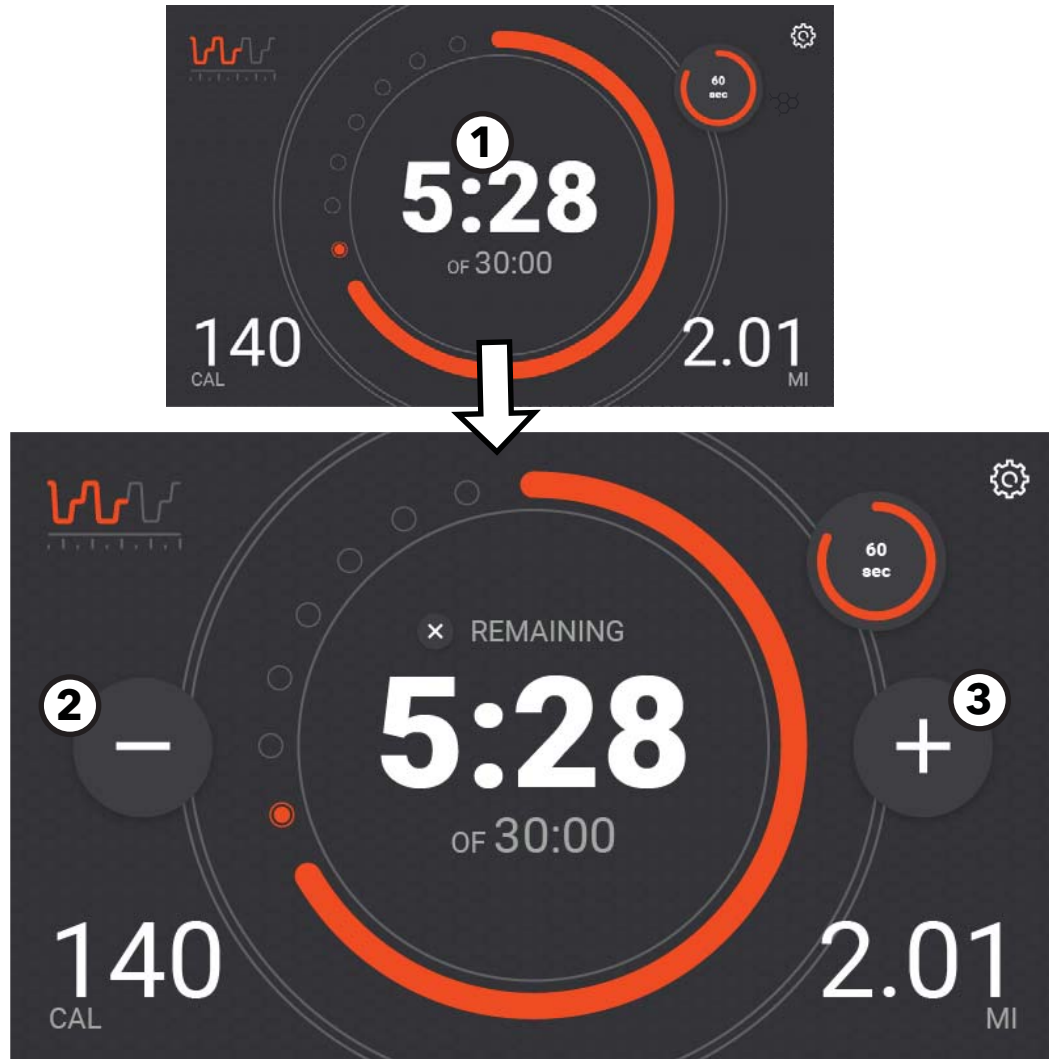 60
sec
1
5:28
OF 30:00
140
CAL
2.01
MI
60
sec
× REMAINING
2
3
5:28
− +
OF 30:00
140
CAL
2.01
MI